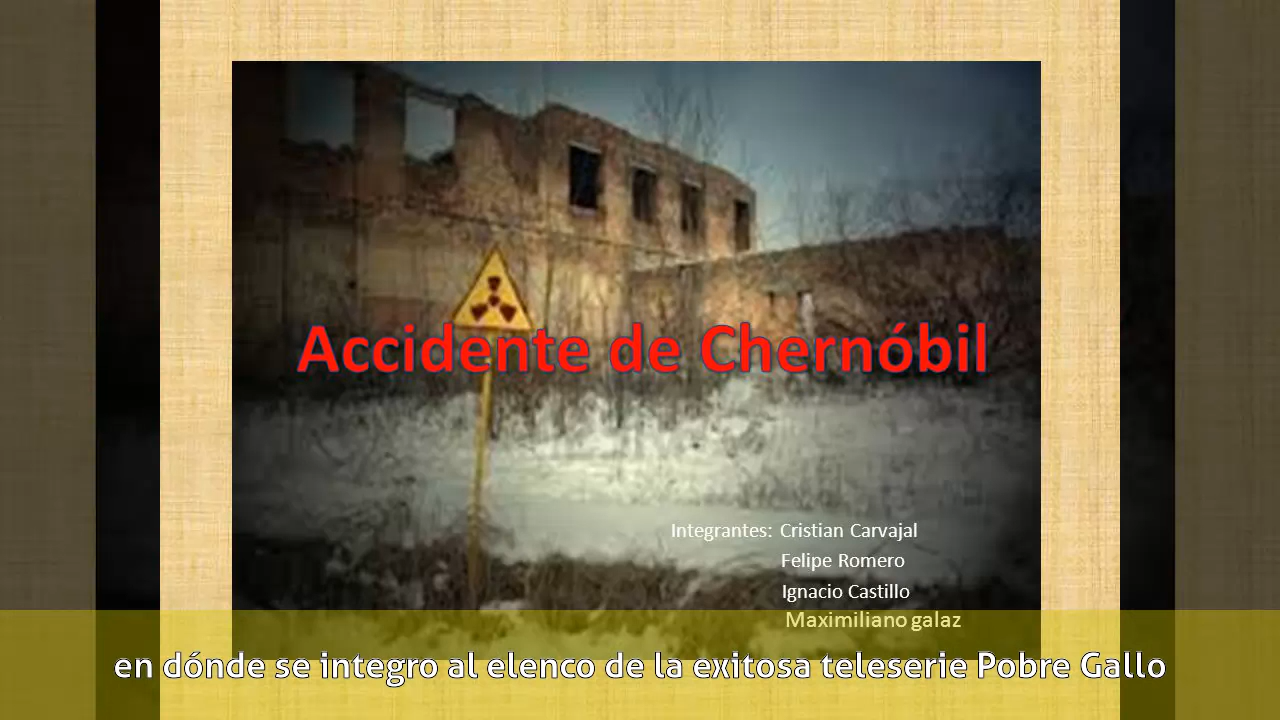 Accidente de Chernóbil
Integrantes: Cristian Carvajal
Felipe Romero
Ignacio Castillo
Maximiliano galaz
en dónde se integro al elenco de la exitosa teleserie Pobre Gallo